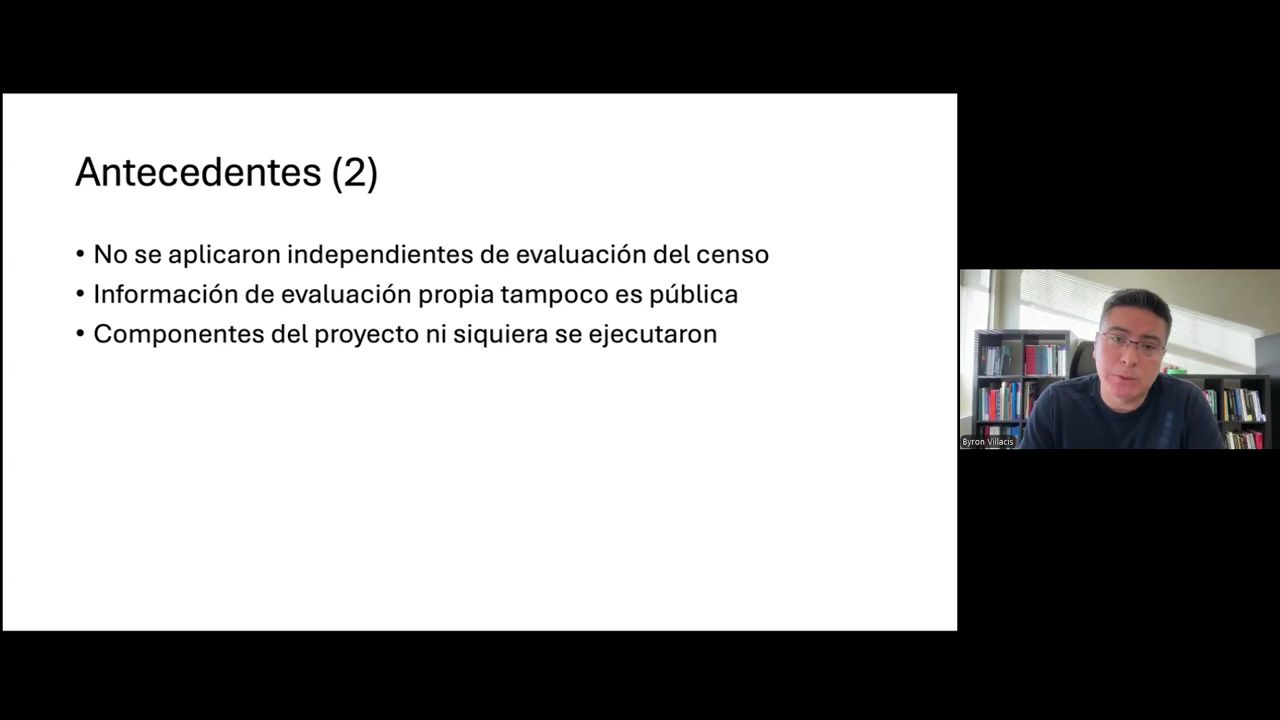 Antecedentes (2)
• No se aplicaron independientes de evaluación del censo
• Información de evaluación propia tampoco es pública
• Componentes del proyecto ni siquiera se ejecutaron
Byron Villacis